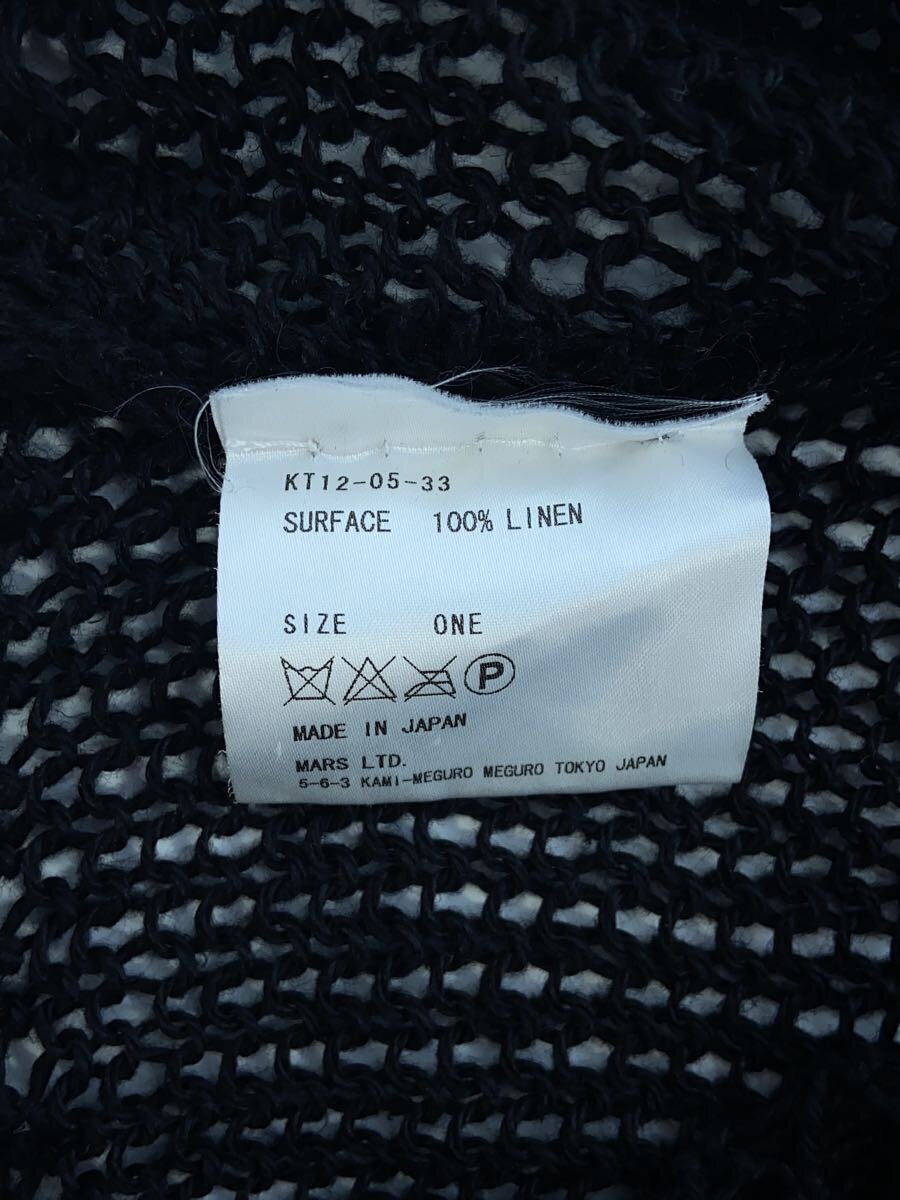 KT12-05-33
SURFACE 100% LINEN
SIZE ONE
P
MADE IN JAPAN
MARS LTD.
5-6-3 KAMI-MEGURO MEGURO TOKYO JAPAN